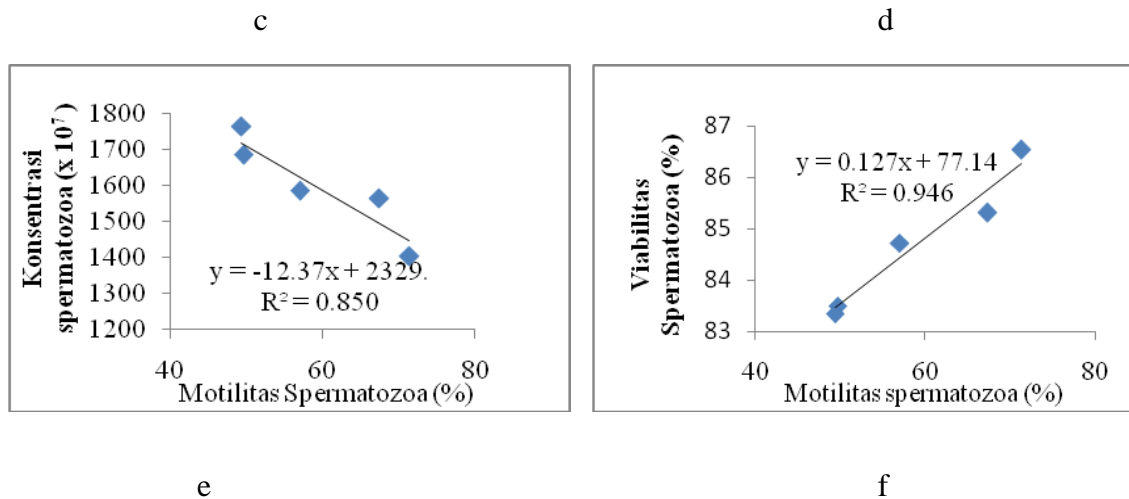 c
d
Konsentrasi
spermatozoa (x 10⁷)
1800
1700
1600
1500
1400
1300
1200
y = -12.37x + 2329.
R² = 0.850
40
60
80
Motilitas Spermatozoa (%)
Viabilitas
Spermatozoa (%)
87
86
85
84
83
y = 0.127x + 77.14
R² = 0.946
40
60
80
Motilitas spermatozoa (%)
e
f